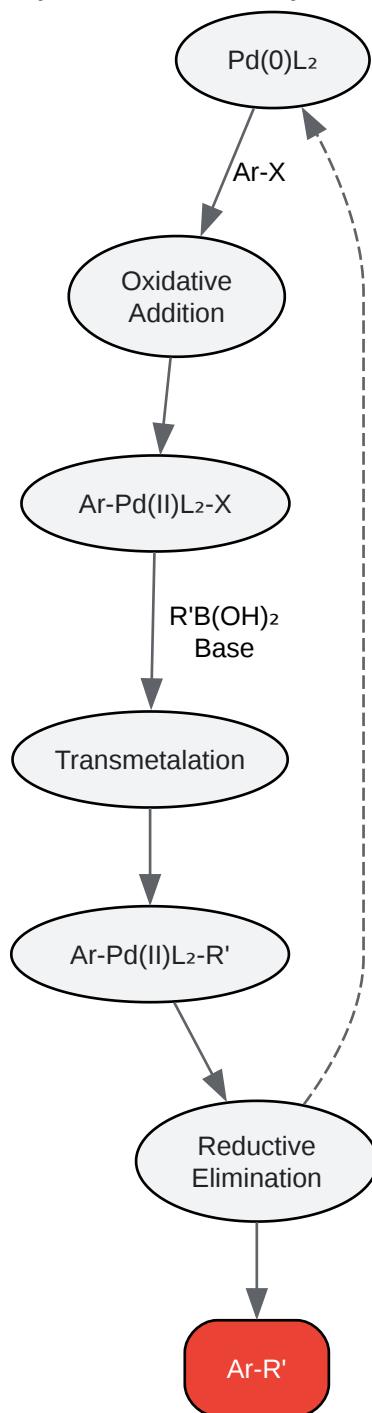 Pd(0)L₂
Ar-X
Oxidative
Addition
Ar-Pd(II)L₂-X
R'B(OH)₂
Base
Transmetalation
Ar-Pd(II)L₂-R'
Reductive
Elimination
Ar-R'